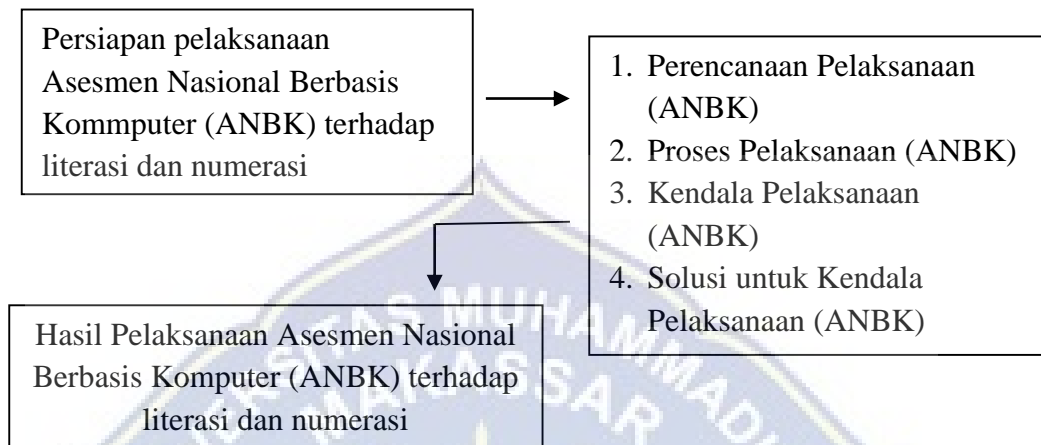 Persiapan pelaksanaan
Asesmen Nasional Berbasis
Kommputer (ANBK) terhadap
literasi dan numerasi
1. Perencanaan Pelaksanaan
(ANBK)
2. Proses Pelaksanaan (ANBK)
3. Kendala Pelaksanaan
(ANBK)
4. Solusi untuk Kendala
Pelaksanaan (ANBK)
Hasil Pelaksanaan Asesmen Nasional
Berbasis Komputer (ANBK) terhadap
literasi dan numerasi